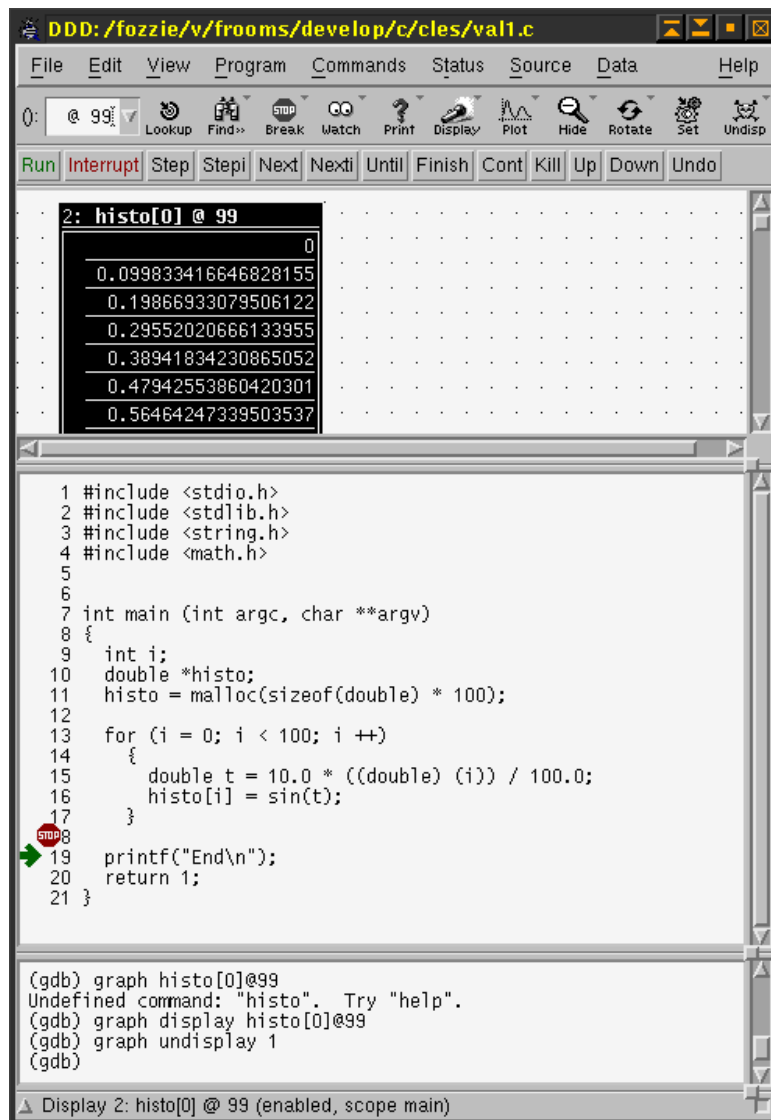 DDD: /fozzie/v/frooms/develop/c/cles/val1.c
File Edit View Program Commands Status Source Data Help
(): @ 99 Lookup Find» Break Watch Print Display Plot Hide Rotate Set Undisp
Run Interrupt Step Stepi Next Nexti Until Finish Cont Kill Up Down Undo
2: histo[0] @ 99
0
0.099833416646828155
0.19866933079506122
0.29552020666133955
0.38941834230865052
0.47942553860420301
0.56464247339503537
1 #include <stdio.h>
2 #include <stdlib.h>
3 #include <string.h>
4 #include <math.h>
5
6
7 int main (int argc, char **argv)
8 {
9 int i;
10 double *histo;
11 histo = malloc(sizeof(double) * 100);
12
13 for (i = 0; i < 100; i ++)
14 {
15 double t = 10.0 * ((double) (i)) / 100.0;
16 histo[i] = sin(t);
17 }
STOP 8
19 printf("End\n");
20 return 1;
21 }
(gdb) graph histo[0]@99
Undefined command: "histo". Try "help".
(gdb) graph display histo[0]@99
(gdb) graph undisplay 1
(gdb)
Display 2: histo[0] @ 99 (enabled, scope main)